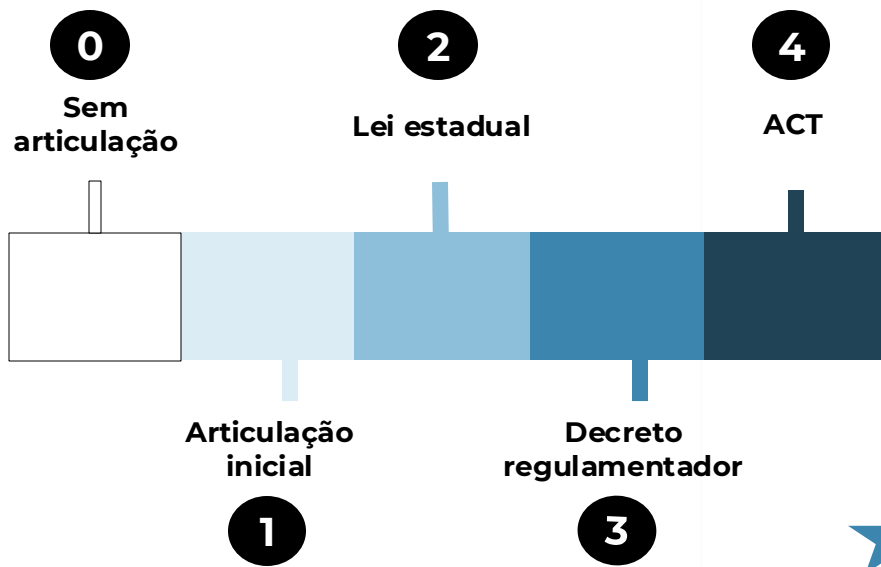 0
Sem
articulação
2
Lei estadual
4
ACT
Articulação
inicial
1
Decreto
regulamentador
3